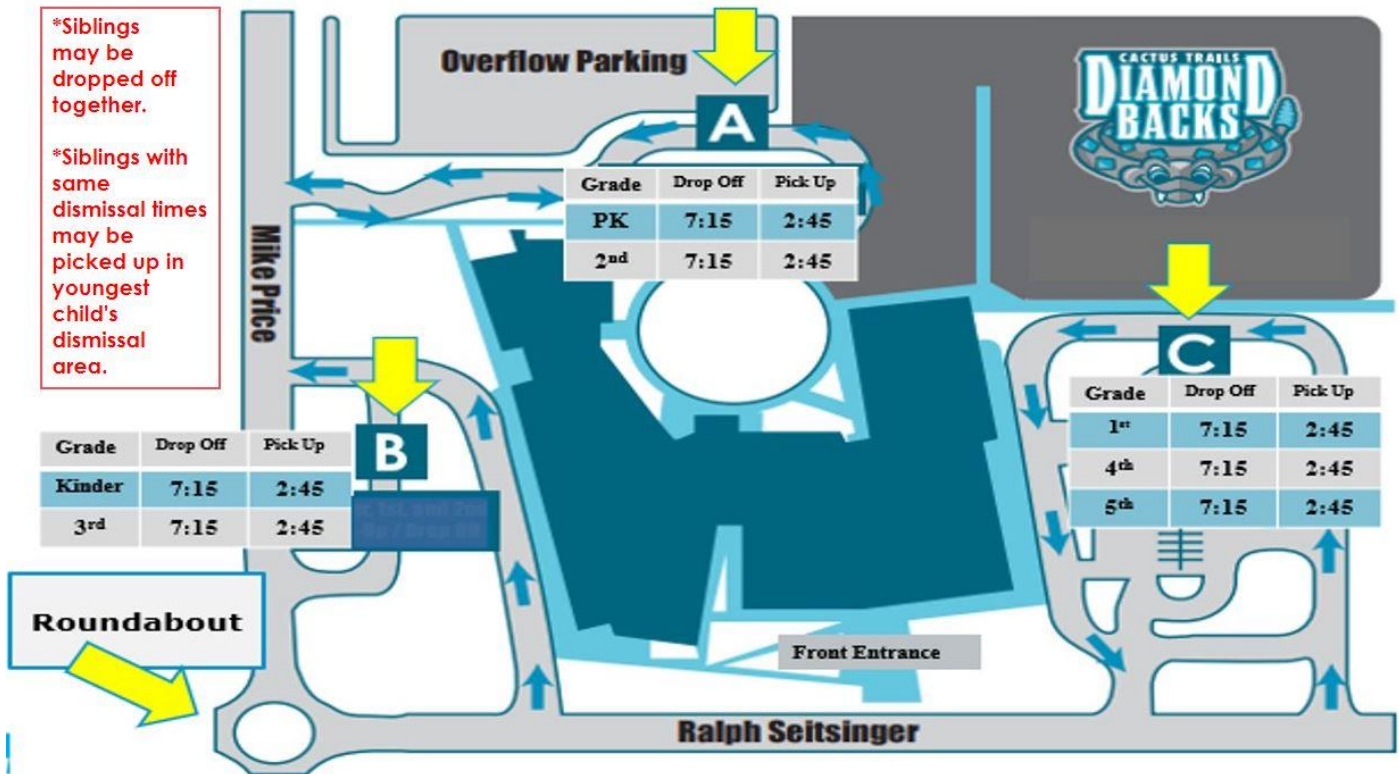 *Siblings
may be
dropped off
together.
*Siblings with
same
dismissal times
may be
picked up in
youngest
child's
dismissal
area.
Overflow Parking
A
Grade Drop Off Pick Up
PK 7:15 2:45
2nd 7:15 2:45
CACTUS TRAILS
DIAMOND
BACKS
Mike Price
B
Grade Drop Off Pick Up
Kinder 7:15 2:45
3rd 7:15 2:45
C
Grade Drop Off Pick Up
1st 7:15 2:45
4th 7:15 2:45
5th 7:15 2:45
Roundabout
Front Entrance
Ralph Seitsinger